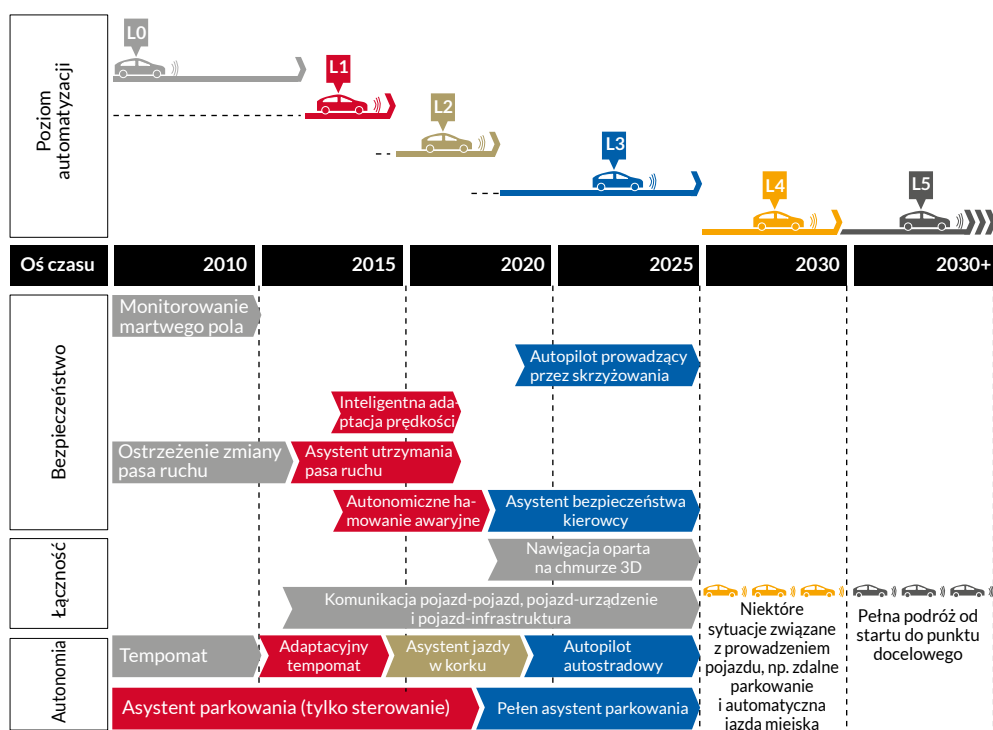 Poziom
automatyzacji
L0
L1
L2
L3
L4
L5
Oś czasu
2010
2015
2020
2025
2030
2030+
Bezpieczeństwo
Monitorowanie
martwego pola
Autopilot prowadzący
przez skrzyżowania
Inteligentna ada-
ptacja prędkości
Ostrzeżenie zmiany
pasa ruchu
Asystent utrzymania
pasa ruchu
Autonomiczne ha-
mowanie awaryjne
Asystent bezpieczeństwa
kierowcy
Łączność
Nawigacja oparta
na chmurze 3D
Komunikacja pojazd-pojazd, pojazd-urządzenie
i pojazd-infrastruktura
Autonomia
Tempomat
Adaptacyjny
tempomat
Asystent jazdy
w korku
Autopilot
autostradowy
Asystent parkowania (tylko sterowanie)
Pełen asystent parkowania
Niektóre
sytuacje związane
z prowadzeniem
pojazdu, np. zdalne
parkowanie
i automatyczna
jazda miejska
Pełna podróż od
startu do punktu
docelowego